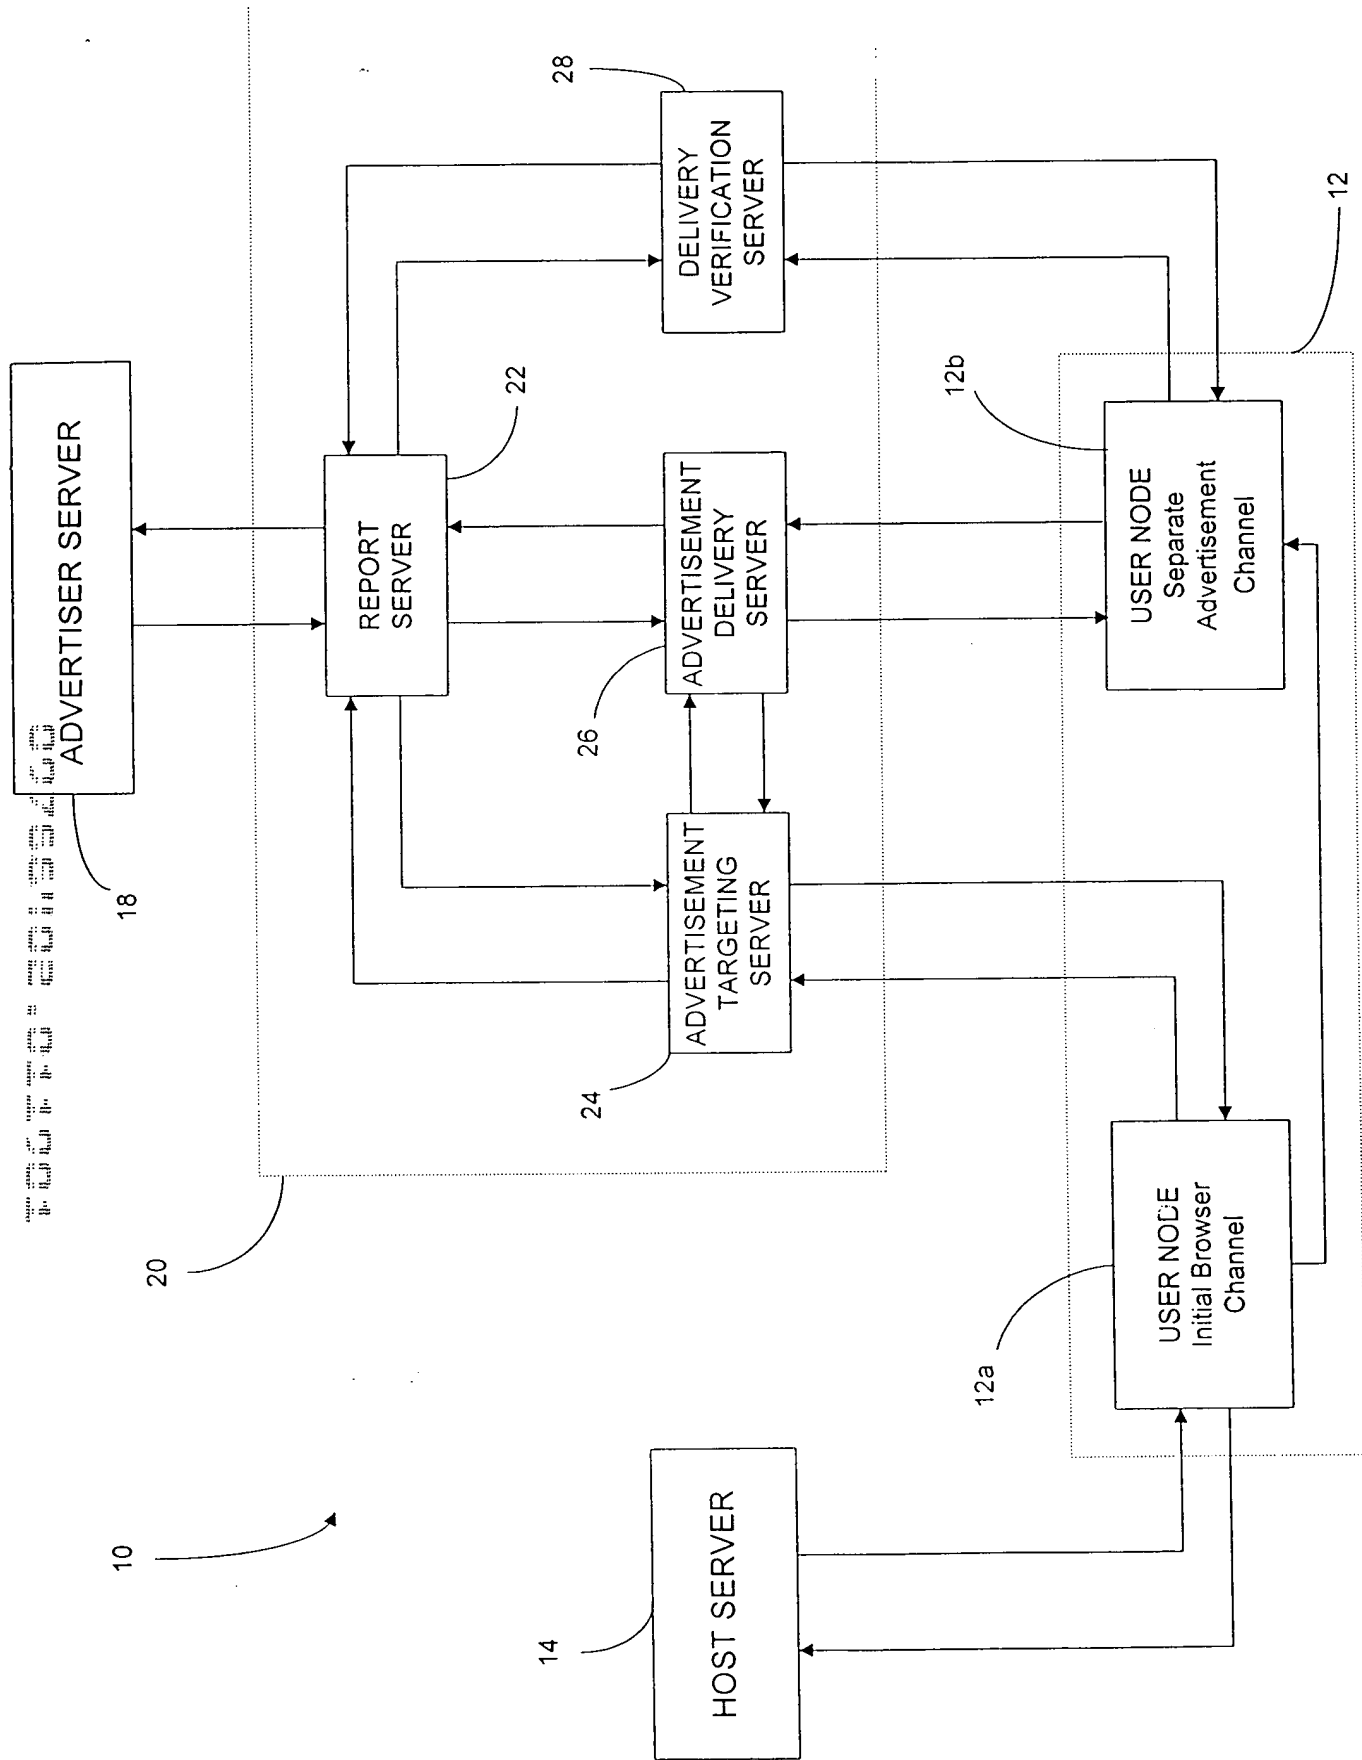 ADVERTISER SERVER
18
10
20
REPORT
SERVER
22
14
HOST SERVER
24
ADVERTISEMENT
TARGETING
SERVER
26
ADVERTISEMENT
DELIVERY
SERVER
28
DELIVERY
VERIFICATION
SERVER
12a
USER NODE
Initial Browser
Channel
12b
USER NODE
Separate
Advertisement
Channel
12